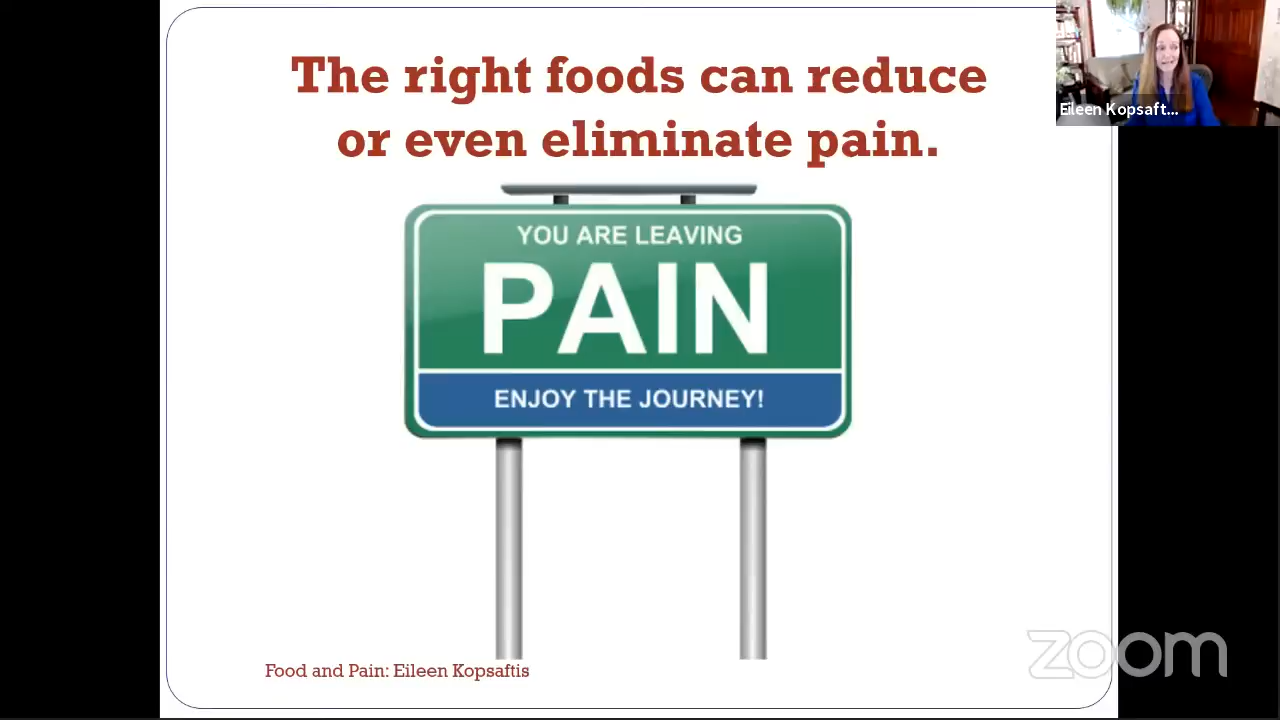 The right foods can reduce
or even eliminate pain.
Eileen Kopsaft...
YOU ARE LEAVING
PAIN
ENJOY THE JOURNEY!
Food and Pain: Eileen Kopsaftis
zoom